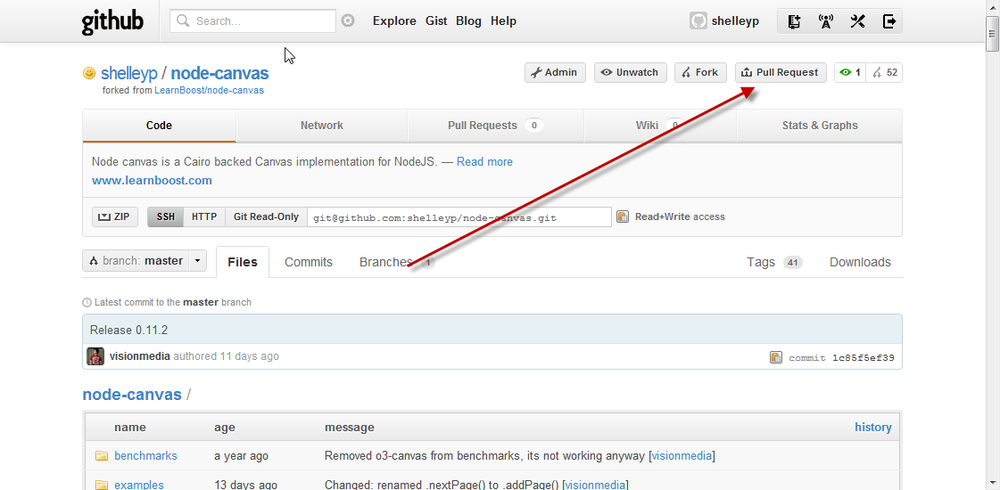 github Search... Explore Gist Blog Help shelleyp
shelleyp / node-canvas Admin Unwatch Fork Pull Request 1 52
forked from LearnBoost/node-canvas
Code Network Pull Requests 0 Wiki 0 Stats & Graphs
Node canvas is a Cairo backed Canvas implementation for NodeJS. — Read more
www.learnboost.com
ZIP SSH HTTP Git Read-Only git@github.com:shelleyp/node-canvas.git Read+Write access
branch: master Files Commits Branches 1 Tags 41 Downloads
Latest commit to the master branch
Release 0.11.2
visionmedia authored 11 days ago commit 1c85f5ef39
node-canvas /
name age message history
benchmarks a year ago Removed o3-canvas from benchmarks, its not working anyway [visionmedia]
examples 13 days ago Changed: renamed .nextPage() to .addPage() [visionmedia]